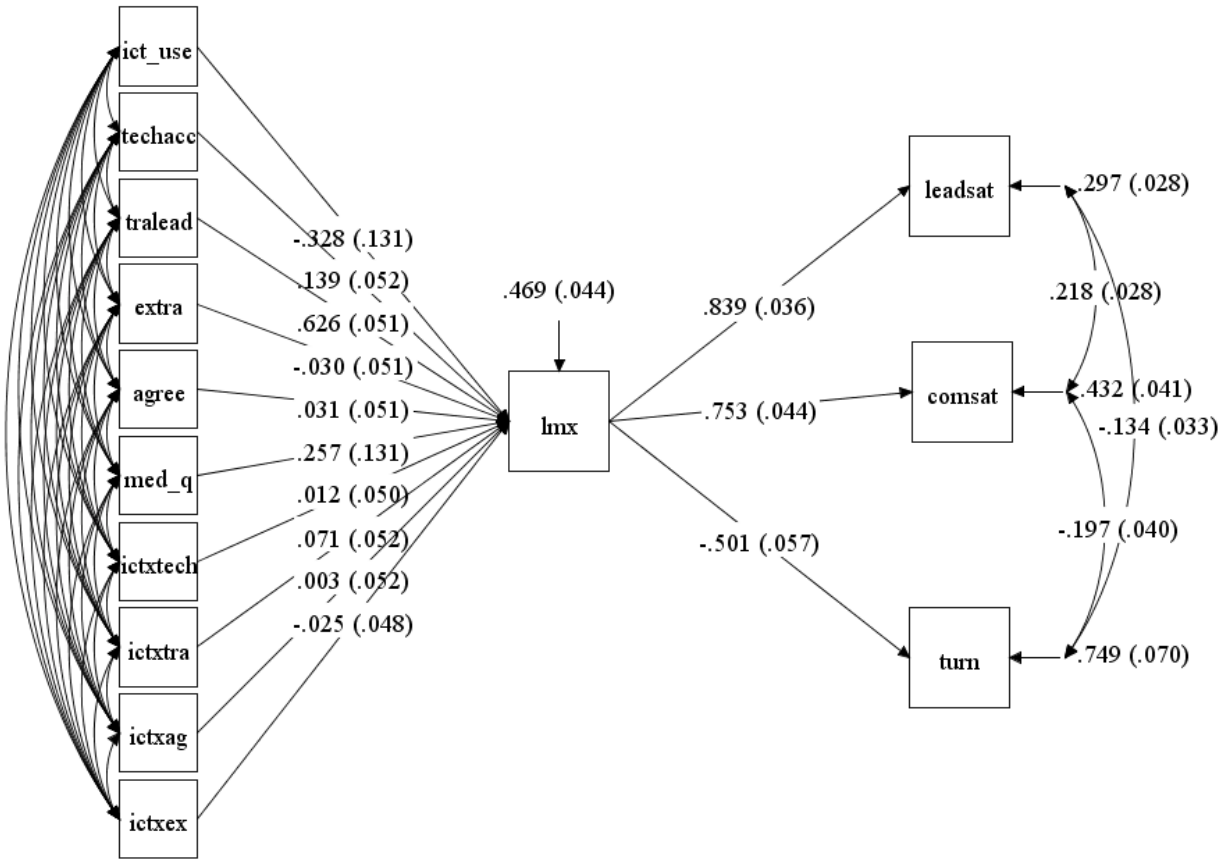 ict_use
techacc
tralead
extra
agree
med_q
ictxtech
ictxtra
ictxag
ictxex
-.328 (.131)
.139 (.052)
.626 (.051)
-.030 (.051)
.031 (.051)
.257 (.131)
.012 (.050)
.071 (.052)
.003 (.052)
-.025 (.048)
.469 (.044)
lmx
.839 (.036)
.753 (.044)
-.501 (.057)
leadsat
comsat
turn
.297 (.028)
.218 (.028)
.432 (.041)
-.134 (.033)
-.197 (.040)
.749 (.070)